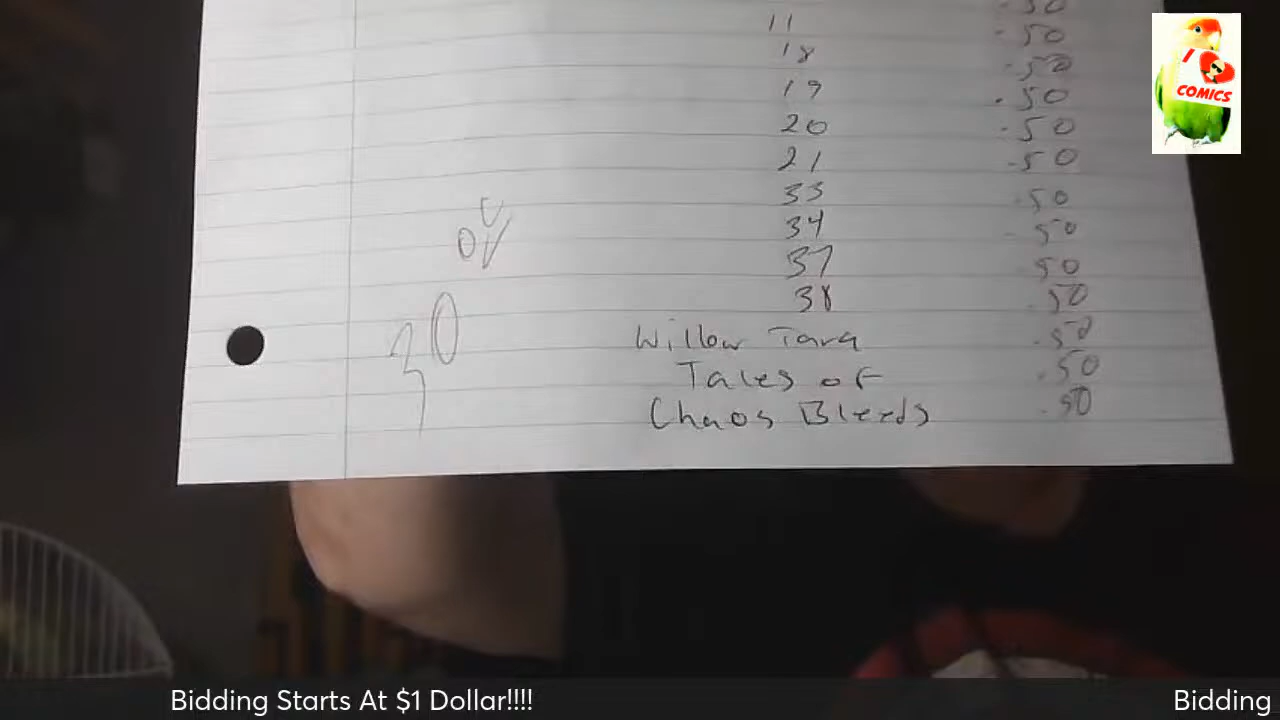 .50
11 .50
18 .50
19 .50
20 .50
21 .50
33 .50
34 .50
37 50
38 .50
Willow Tara .50
Tales of .50
Chaos Bleeds .50
I
COMICS
Bidding Starts At $1 Dollar!!!! Bidding